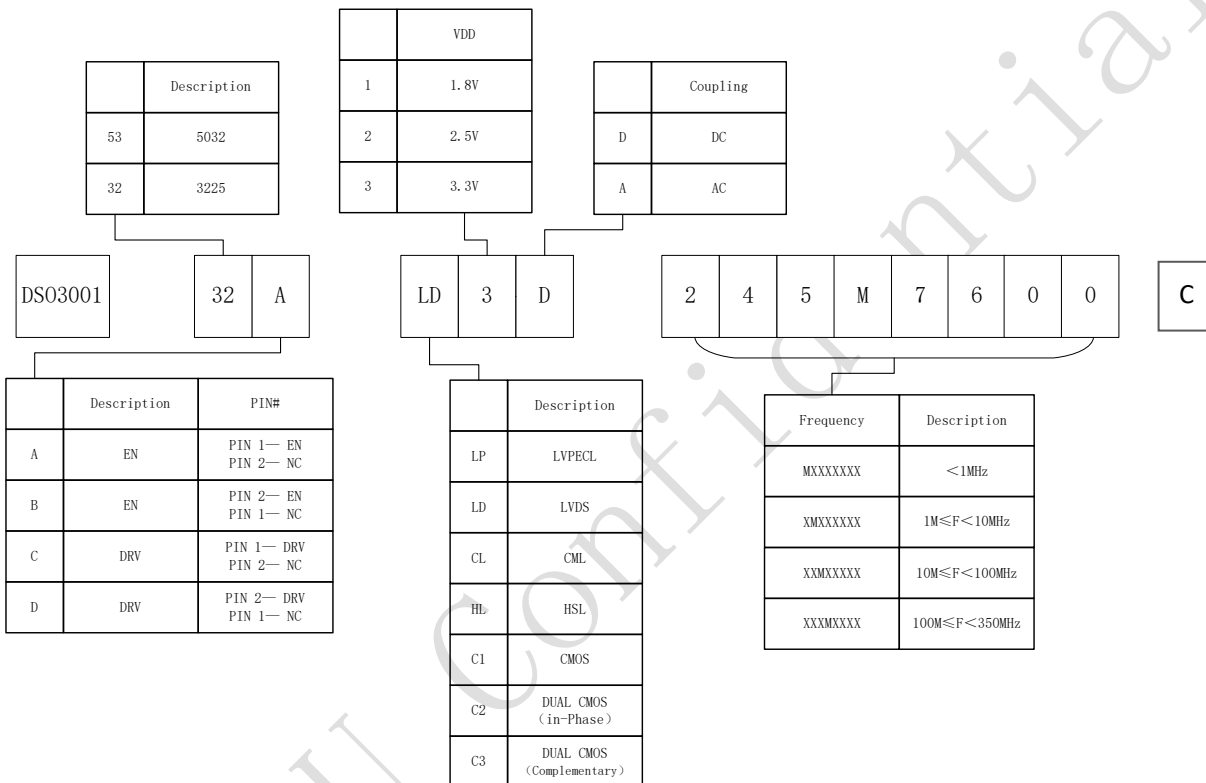 VDD
1 1.8V
2 2.5V
3 3.3V
Description
53 5032
32 3225
Coupling
D DC
A AC
DSO3001 32 A LD 3 D 2 4 5 M 7 6 0 0 C
Description PIN#
A EN PIN 1— EN
PIN 2— NC
B EN PIN 2— EN
PIN 1— NC
C DRV PIN 1— DRV
PIN 2— NC
D DRV PIN 2— DRV
PIN 1— NC
Description
LP LVPECL
LD LVDS
CL CML
HL HSL
C1 CMOS
C2 DUAL CMOS
(in-Phase)
C3 DUAL CMOS
(Complementary)
Frequency Description
MXXXXXXX <1MHz
XMXXXXXX 1M≤F<10MHz
XXMXXXXX 10M≤F<100MHz
XXXMXXXX 100M≤F<350MHz
U Confidential